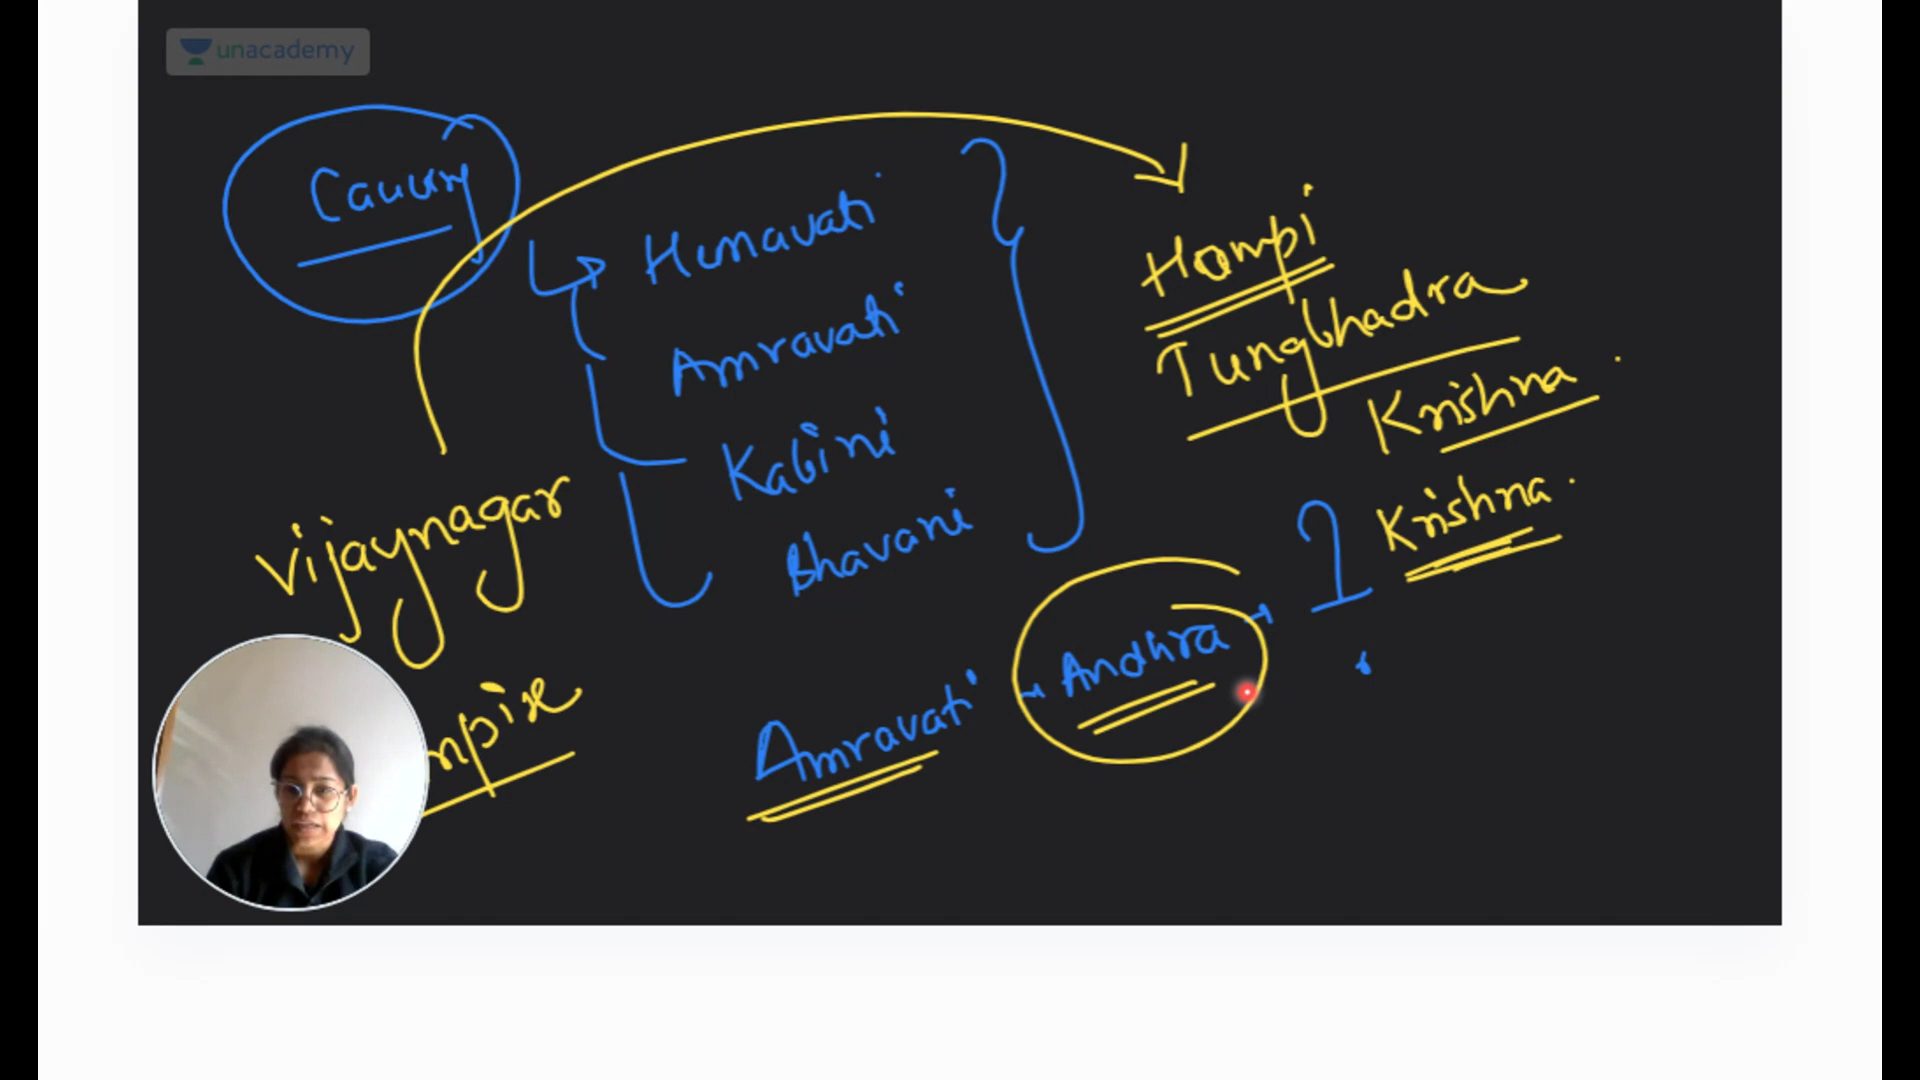 unacademy
Cauvery
Hemavati
Amravati
Kabini
Bhavani
Hampi
Tungbhadra
Krishna
Krishna
Vijaynagar
mpire
Amravati
Andhra